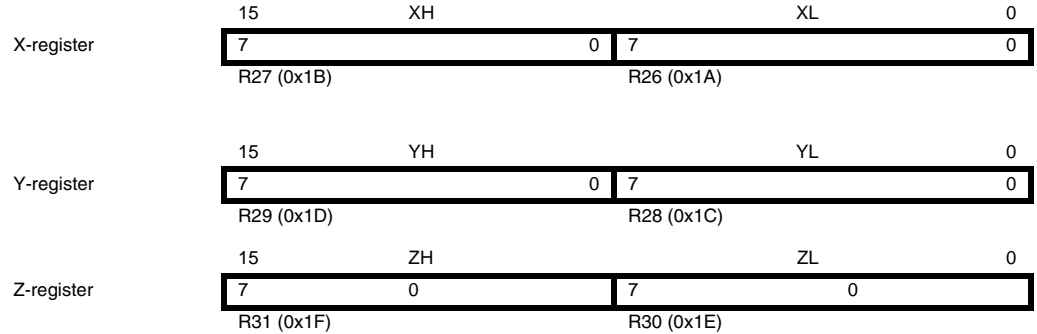 15 XH XL 0
X-register 7 0 7 0
R27 (0x1B) R26 (0x1A)
15 YH YL 0
Y-register 7 0 7 0
R29 (0x1D) R28 (0x1C)
15 ZH ZL 0
Z-register 7 0 7 0
R31 (0x1F) R30 (0x1E)